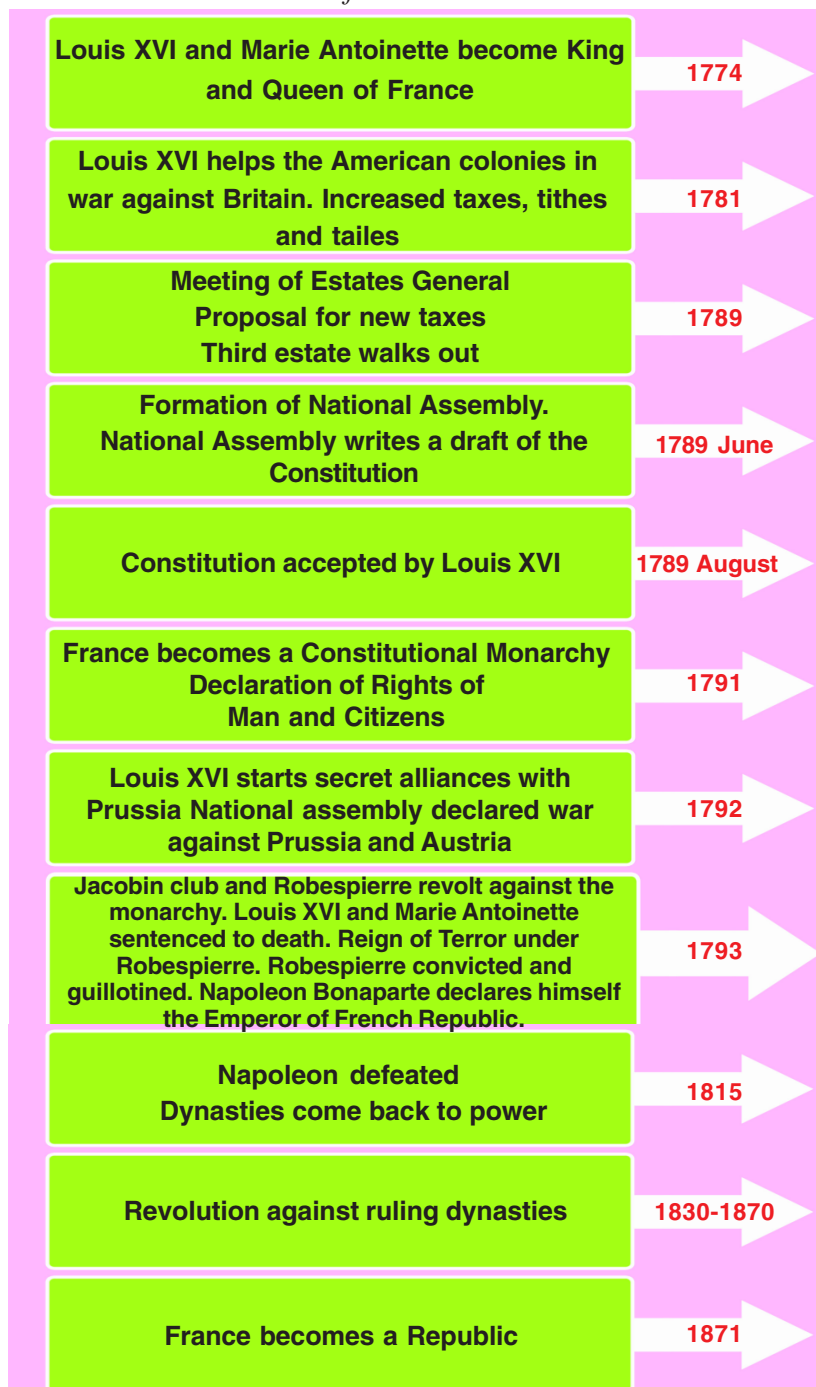 Louis XVI and Marie Antoinette become King
and Queen of France
1774
Louis XVI helps the American colonies in
war against Britain. Increased taxes, tithes
and tailes
1781
Meeting of Estates General
Proposal for new taxes
Third estate walks out
1789
Formation of National Assembly.
National Assembly writes a draft of the
Constitution
1789 June
Constitution accepted by Louis XVI
1789 August
France becomes a Constitutional Monarchy
Declaration of Rights of
Man and Citizens
1791
Louis XVI starts secret alliances with
Prussia National assembly declared war
against Prussia and Austria
1792
Jacobin club and Robespierre revolt against the
monarchy. Louis XVI and Marie Antoinette
sentenced to death. Reign of Terror under
Robespierre. Robespierre convicted and
guillotined. Napoleon Bonaparte declares himself
the Emperor of French Republic.
1793
Napoleon defeated
Dynasties come back to power
1815
Revolution against ruling dynasties
1830-1870
France becomes a Republic
1871